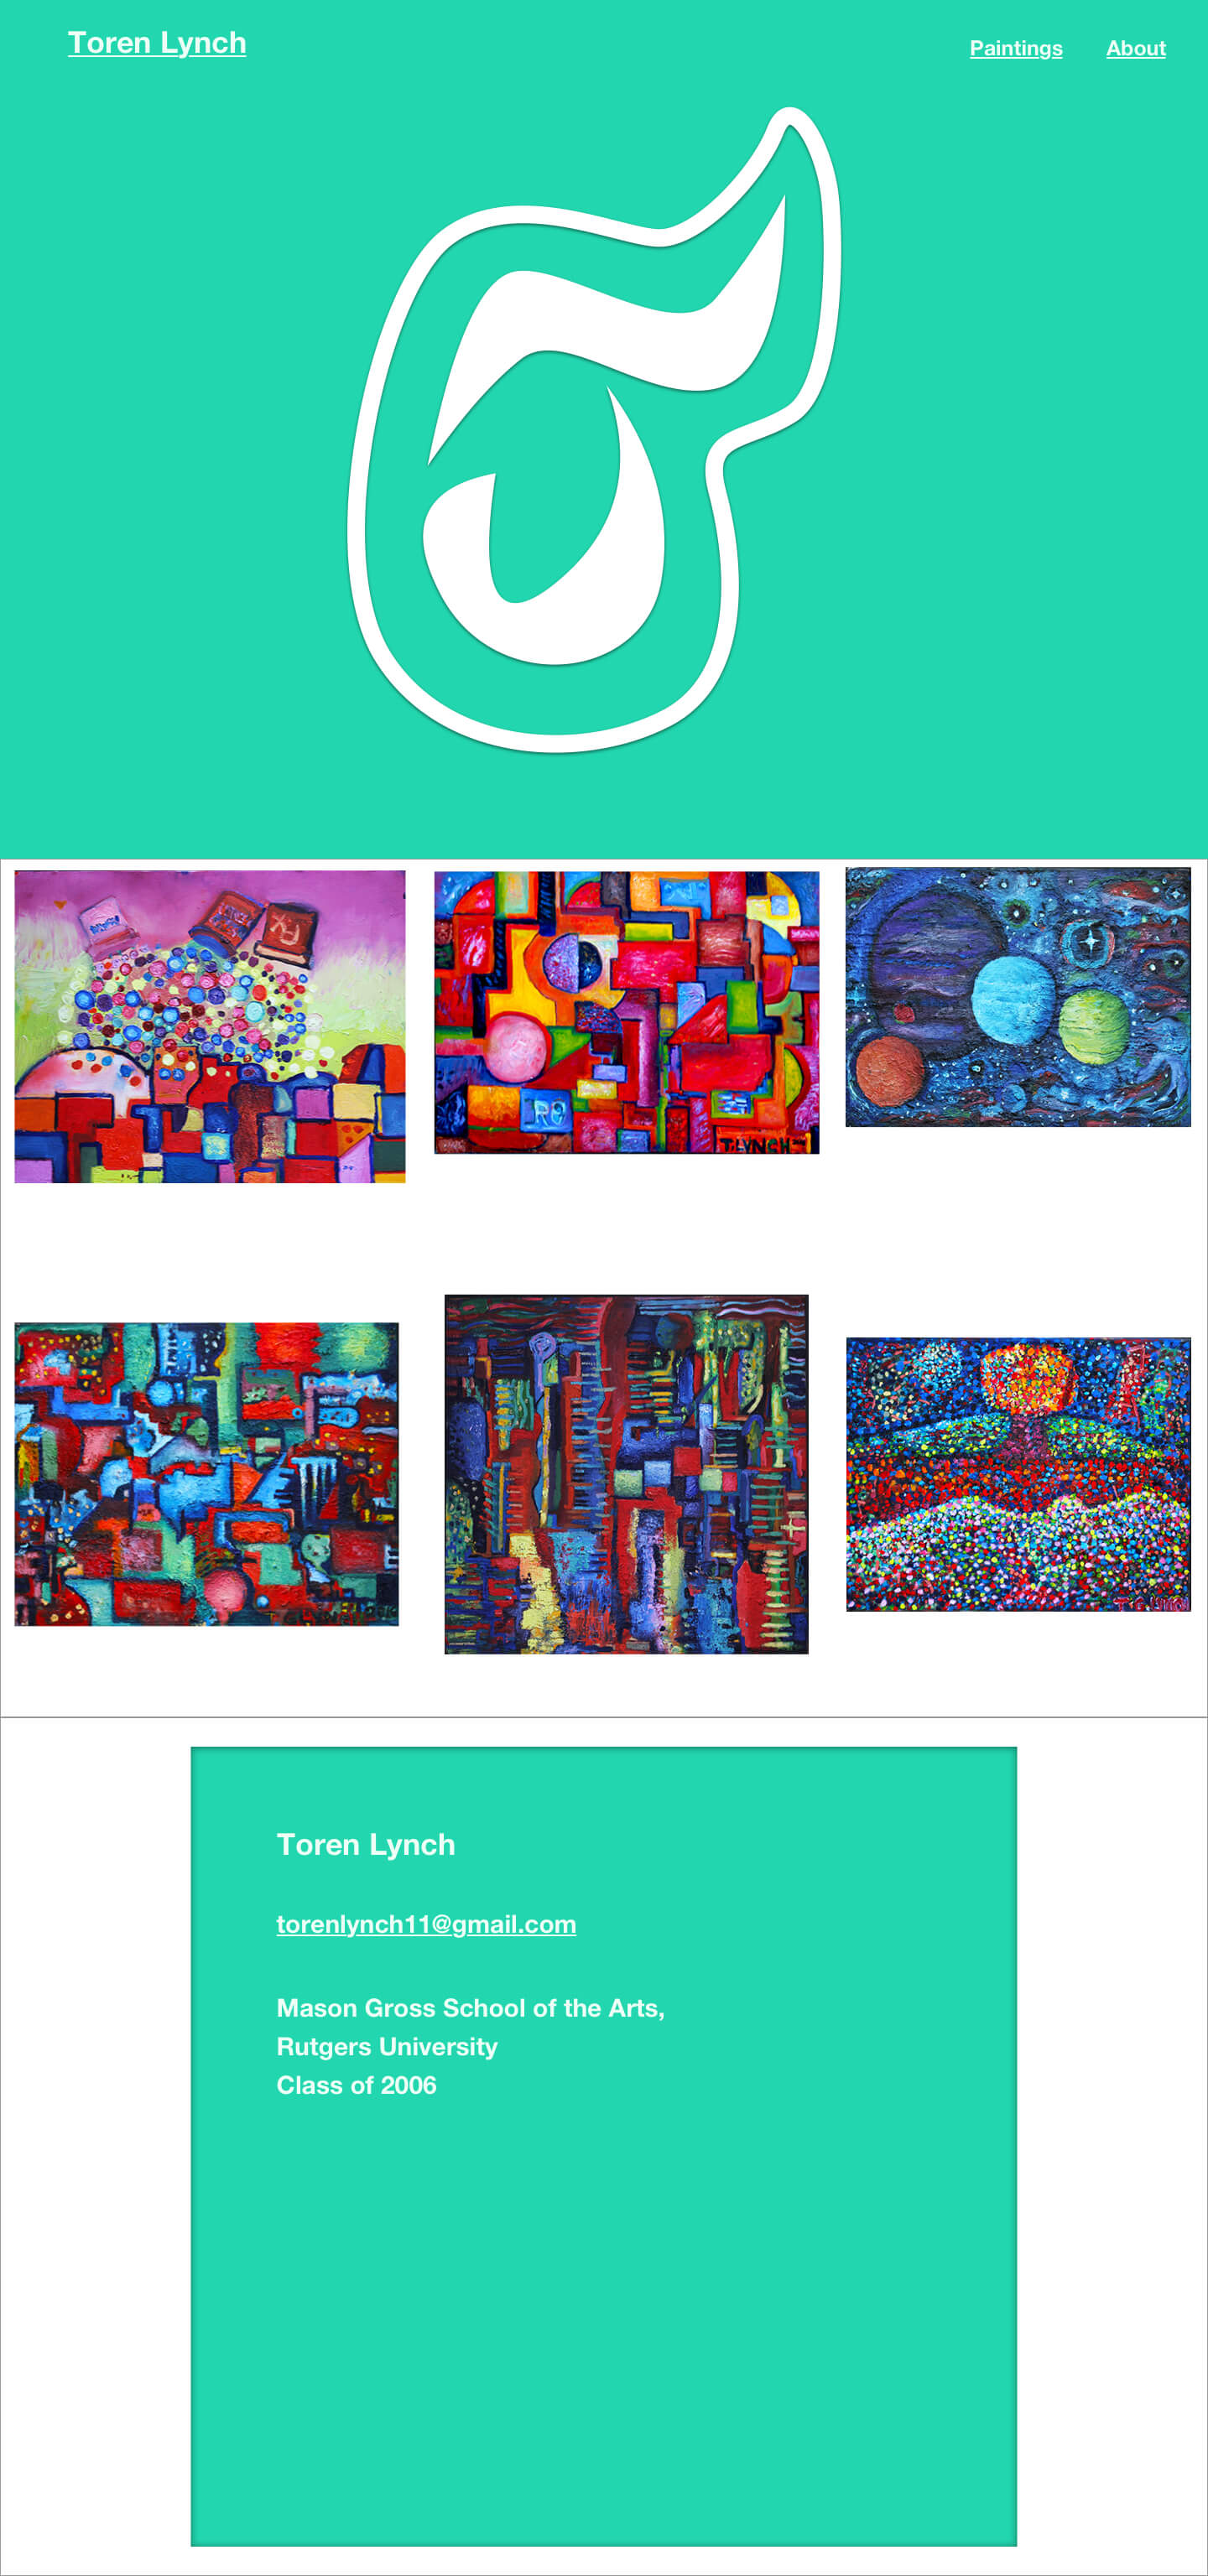 Toren Lynch
Paintings About
RO
T.LYNCH
Toren Lynch
torenlynch11@gmail.com
Mason Gross School of the Arts,
Rutgers University
Class of 2006